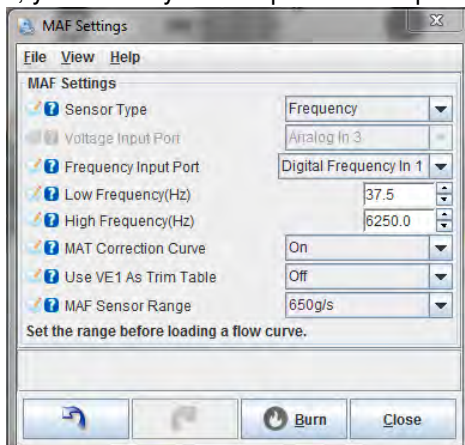 MAF Settings
File View Help
MAF Settings
Sensor Type Frequency
Voltage Input Port Analog In 3
Frequency Input Port Digital Frequency In 1
Low Frequency(Hz) 37.5
High Frequency(Hz) 6250.0
MAT Correction Curve On
Use VE1 As Trim Table Off
MAF Sensor Range 650g/s
Set the range before loading a flow curve.
Burn Close